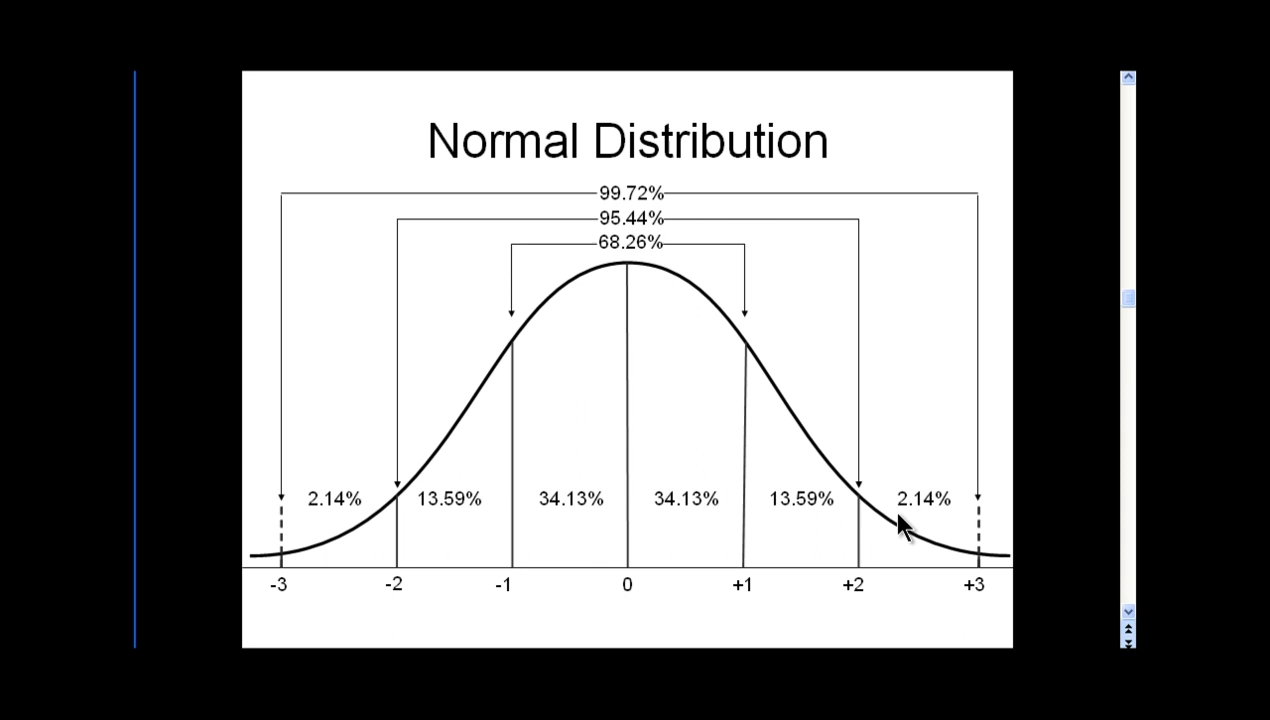 Normal Distribution
99.72%
95.44%
68.26%
2.14% 13.59% 34.13% 34.13% 13.59% 2.14%
-3 -2 -1 0 +1 +2 +3